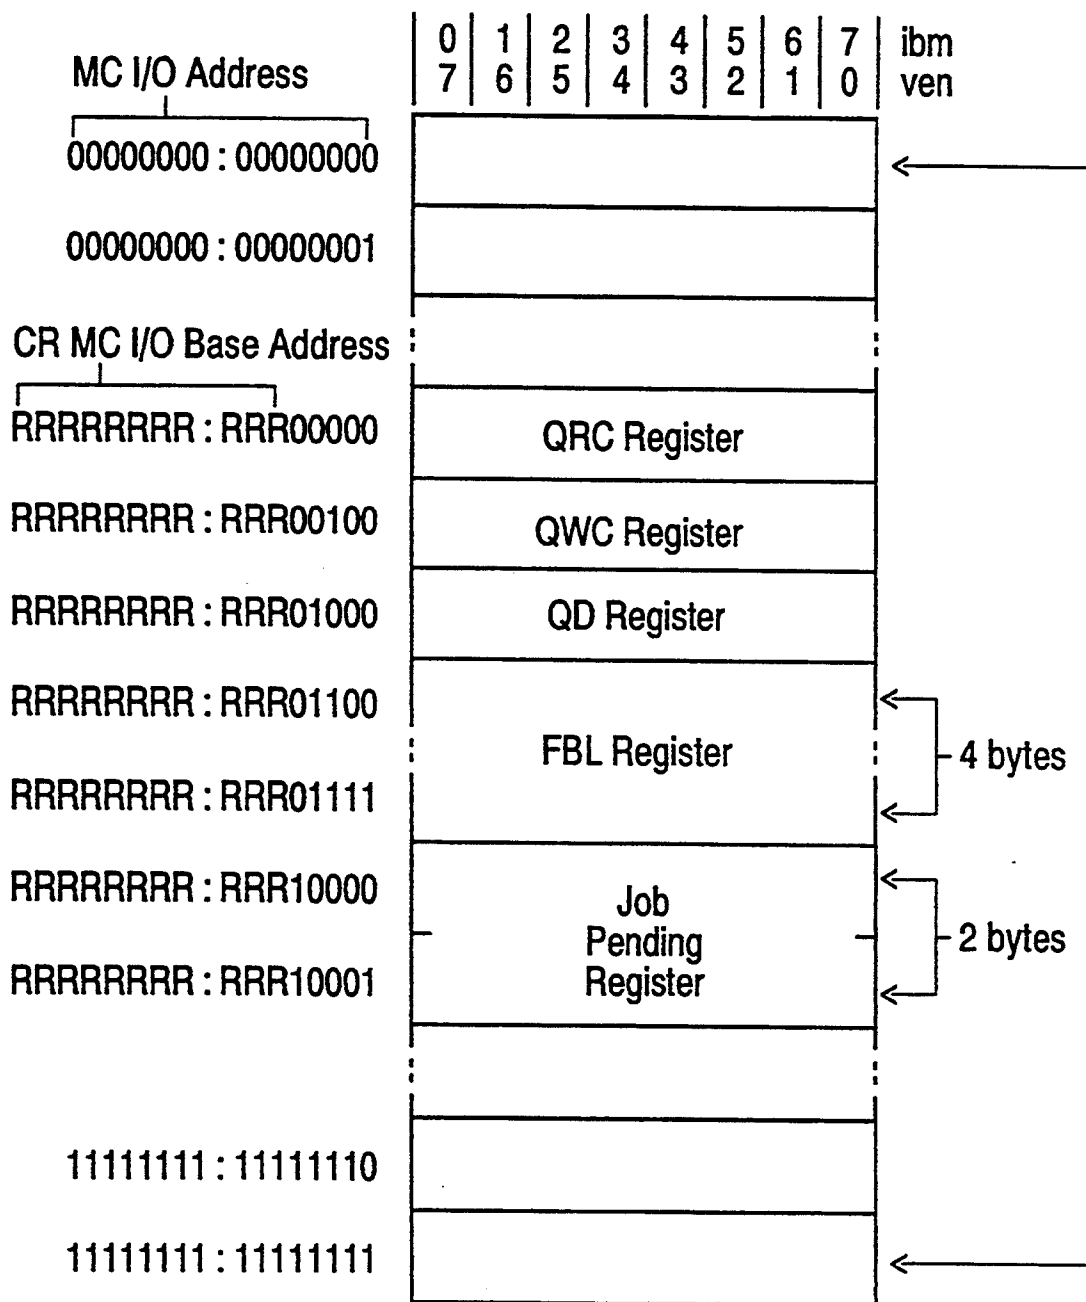 0 1 2 3 4 5 6 7 ibm
7 6 5 4 3 2 1 0 ven
MC I/O Address
00000000 : 00000000
00000000 : 00000001
CR MC I/O Base Address
RRRRRRRR : RRR00000 QRC Register
RRRRRRRR : RRR00100 QWC Register
RRRRRRRR : RRR01000 QD Register
RRRRRRRR : RRR01100
FBL Register 4 bytes
RRRRRRRR : RRR01111
RRRRRRRR : RRR10000
Job
Pending 2 bytes
Register
RRRRRRRR : RRR10001
11111111 : 11111110
11111111 : 11111111